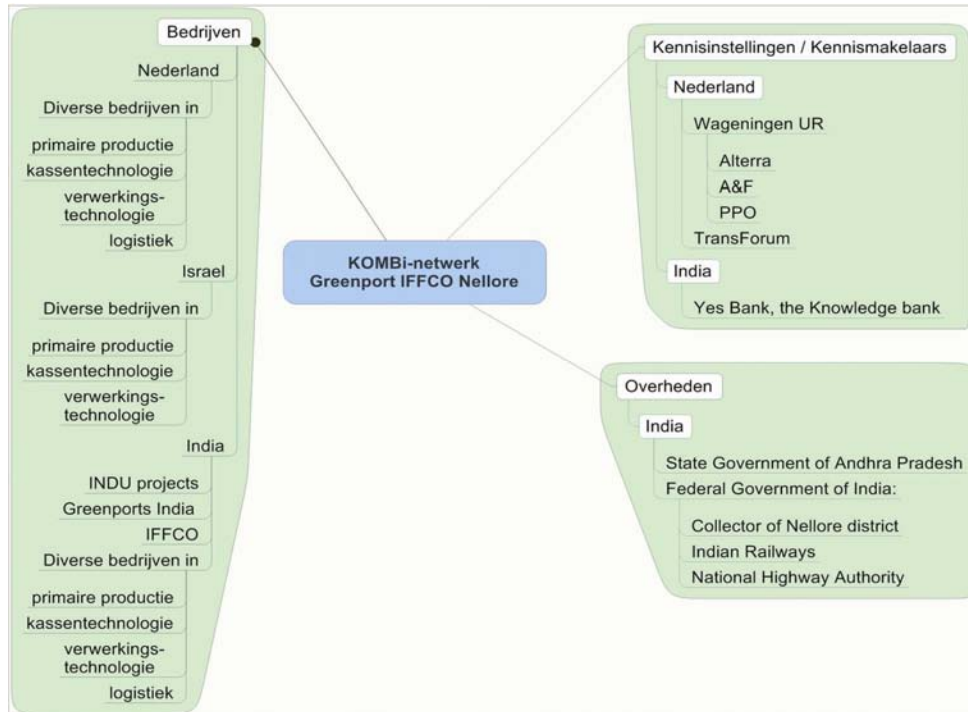 Bedrijven
Nederland
Diverse bedrijven in
primaire productie
kassentechnologie
verwerkings-
technologie
logistiek
Israel
Diverse bedrijven in
primaire productie
kassentechnologie
verwerkings-
technologie
India
INDU projects
Greenports India
IFFCO
Diverse bedrijven in
primaire productie
kassentechnologie
verwerkings-
technologie
logistiek
KOMBi-netwerk
Greenport IFFCO Nellore
Kennisinstellingen / Kennismakelaars
Nederland
Wageningen UR
Alterra
A&F
PPO
TransForum
India
Yes Bank, the Knowledge bank
Overheden
India
State Government of Andhra Pradesh
Federal Government of India:
Collector of Nellore district
Indian Railways
National Highway Authority